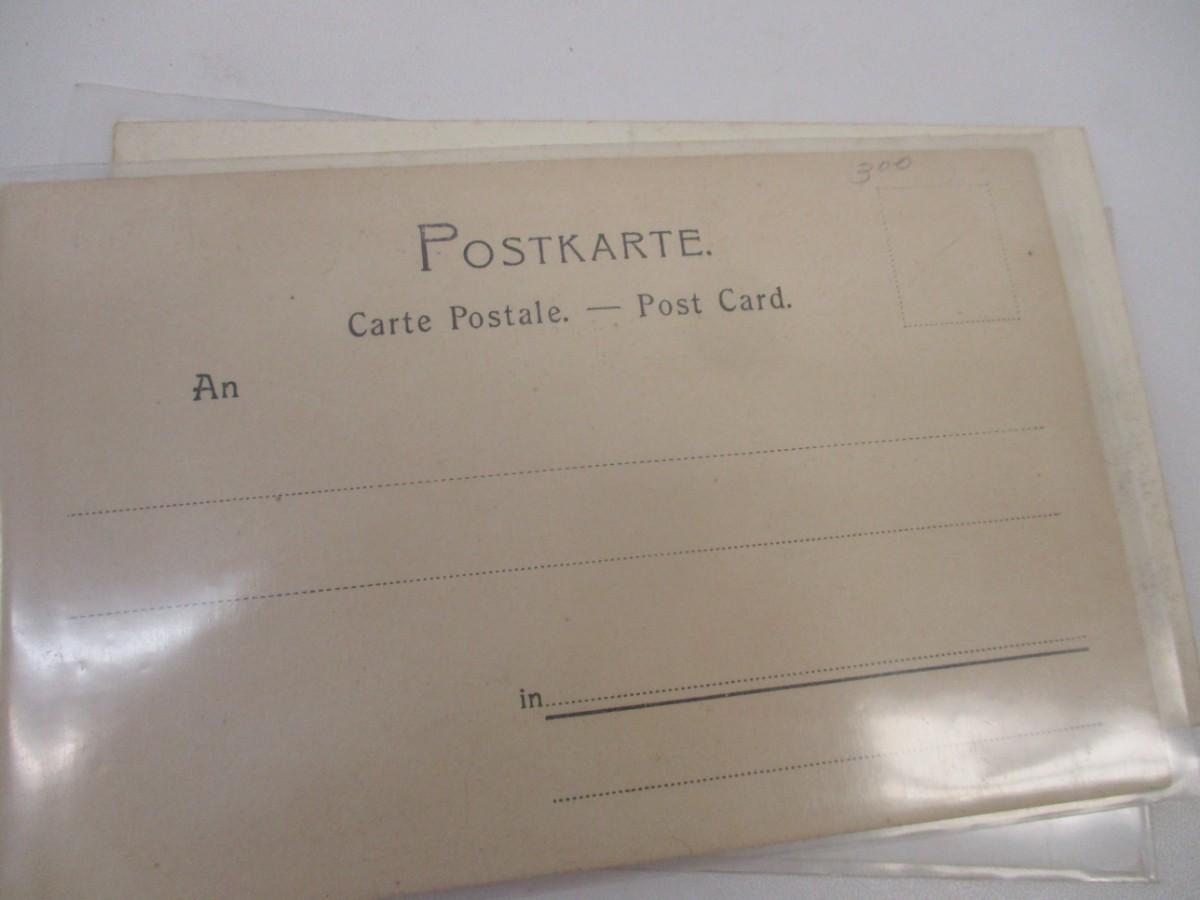 300
POSTKARTE.
Carte Postale. — Post Card.
An
in